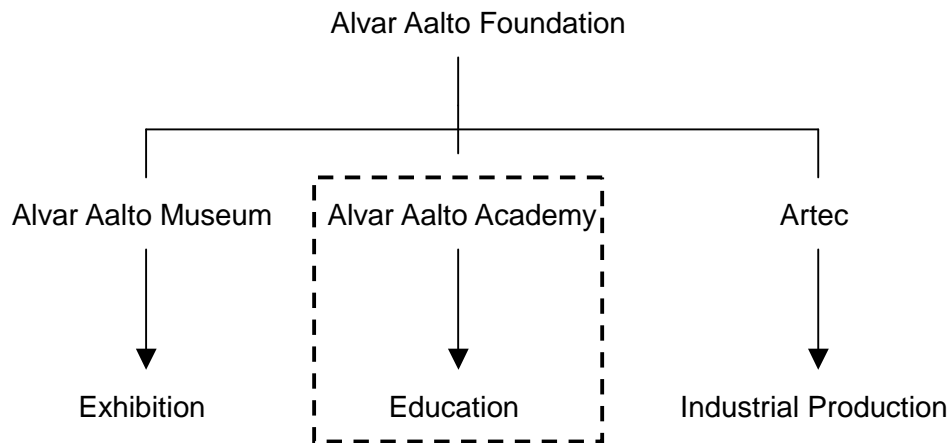 Alvar Aalto Foundation
Alvar Aalto Museum
Alvar Aalto Academy
Artec
Exhibition
Education
Industrial Production